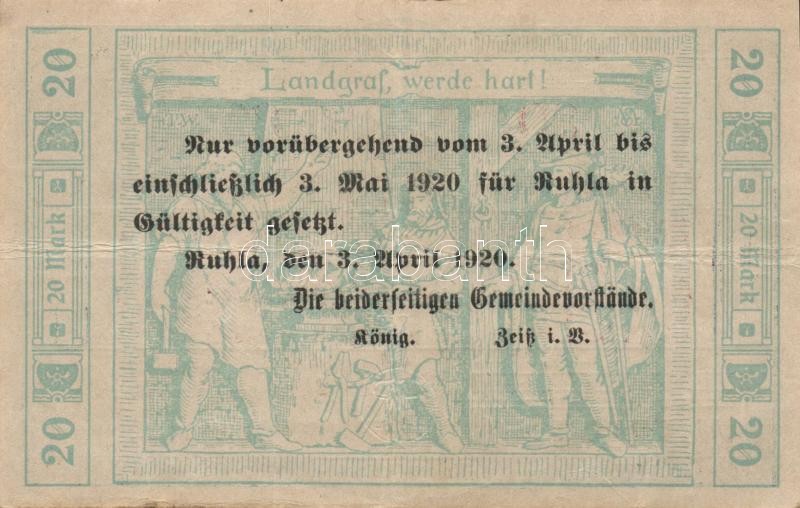 Landgraf, werde hart!
Nur vorübergehend vom 3. April bis
einschließlich 3. Mai 1920 für Ruhla in
Gültigkeit gesetzt.
Ruhla, den 3. April 1920.
Die beiderseitigen Gemeindevorstände.
König. Zeiß i. V.
20
20 Mark
20
20
20 Mark
20
darabanth